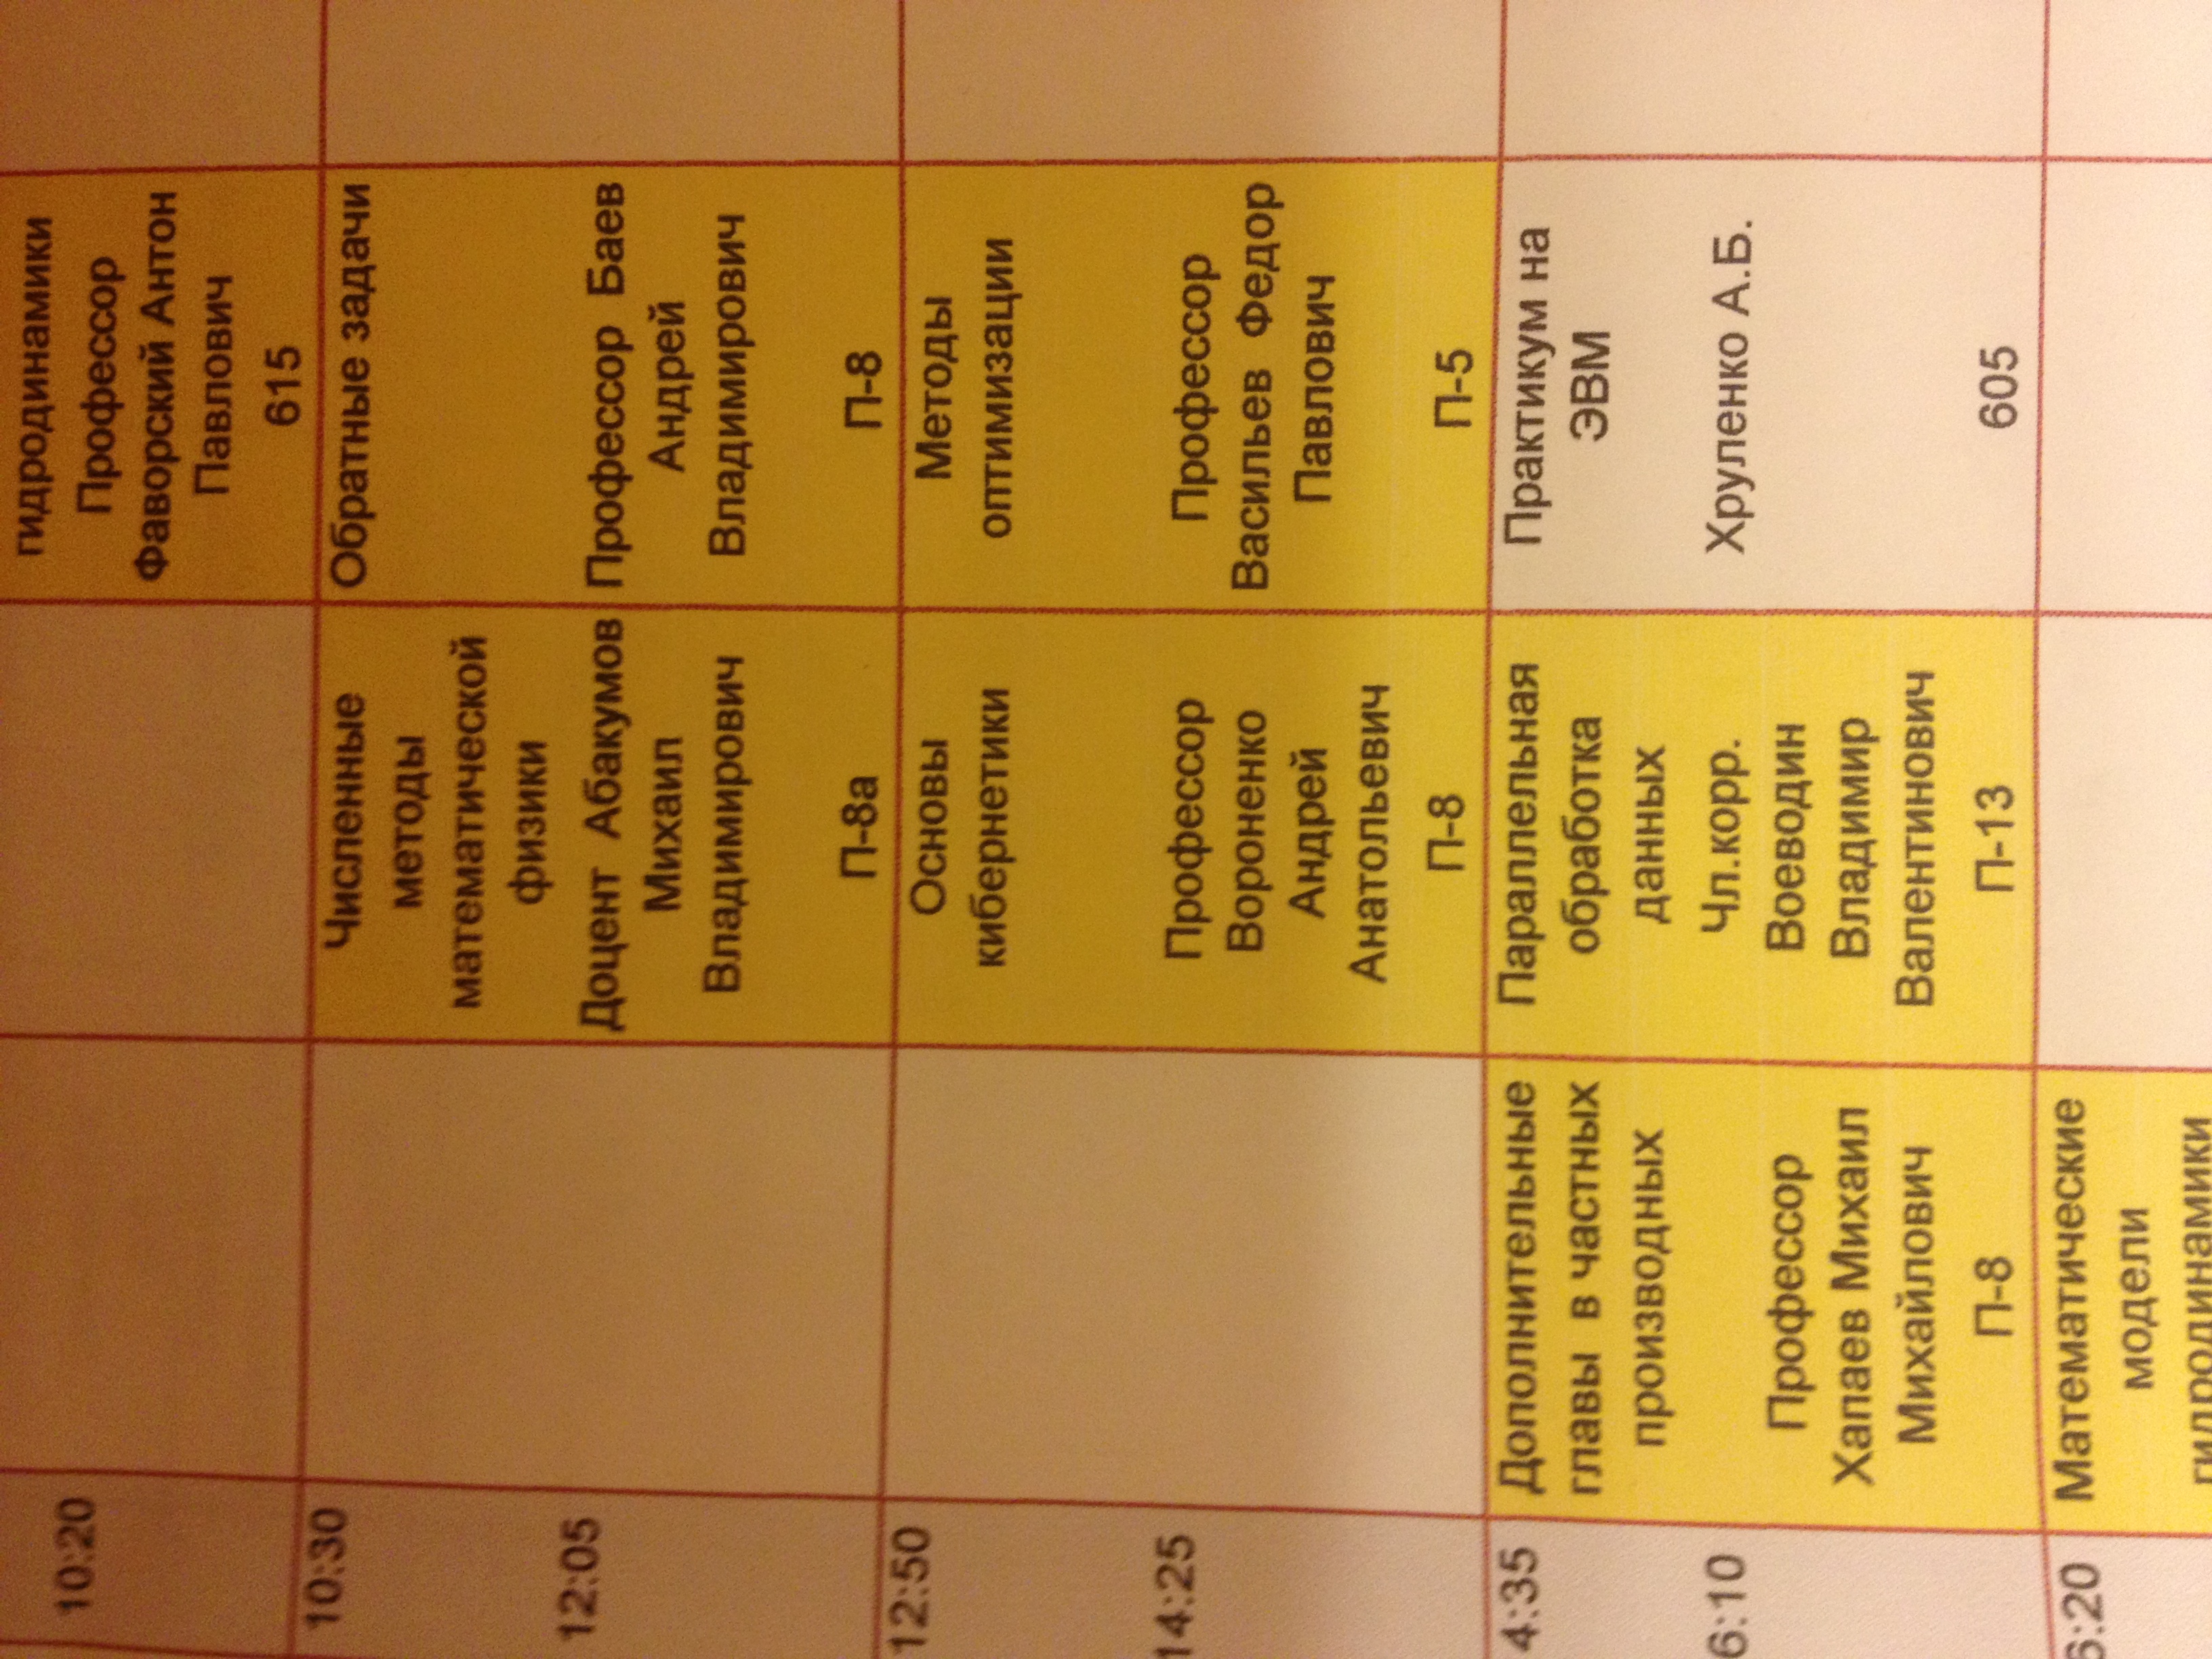 гидродинамики
10:20
Профессор
Фаворский Антон
Павлович
615
10:30
Численные
методы
математической
физики
12:05
Доцент Абакумов
Михаил
Владимирович
П-8а
Обратные задачи
Профессор Баев
Андрей
Владимирович
П-8
12:50
Основы
кибернетики
14:25
Профессор
Вороненко
Андрей
Анатольевич
П-8
Методы
оптимизации
Профессор
Васильев Федор
Павлович
П-5
4:35
Дополнительные
главы в частных
производных
6:10
Профессор
Хапаев Михаил
Михайлович
П-8
Параллельная
обработка
данных
Чл.корр.
Воеводин
Владимир
Валентинович
П-13
Практикум на
ЭВМ
Хруленко А.Б.
605
6:20
Математические
модели
гидродинамики